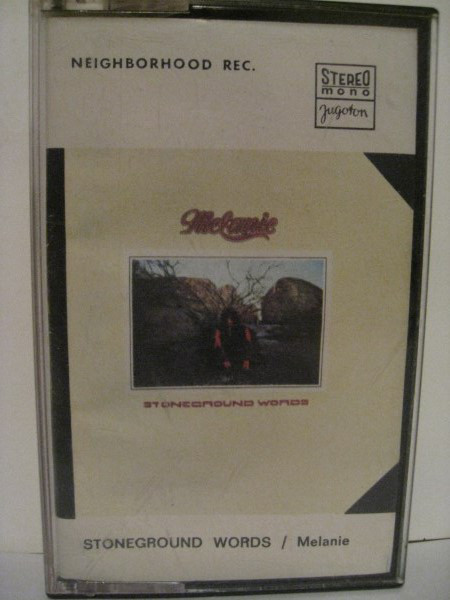 NEIGHBORHOOD REC.
STEREO
mono
Jugoton
Melanie
STONEGROUND WORDS
STONEGROUND WORDS / Melanie